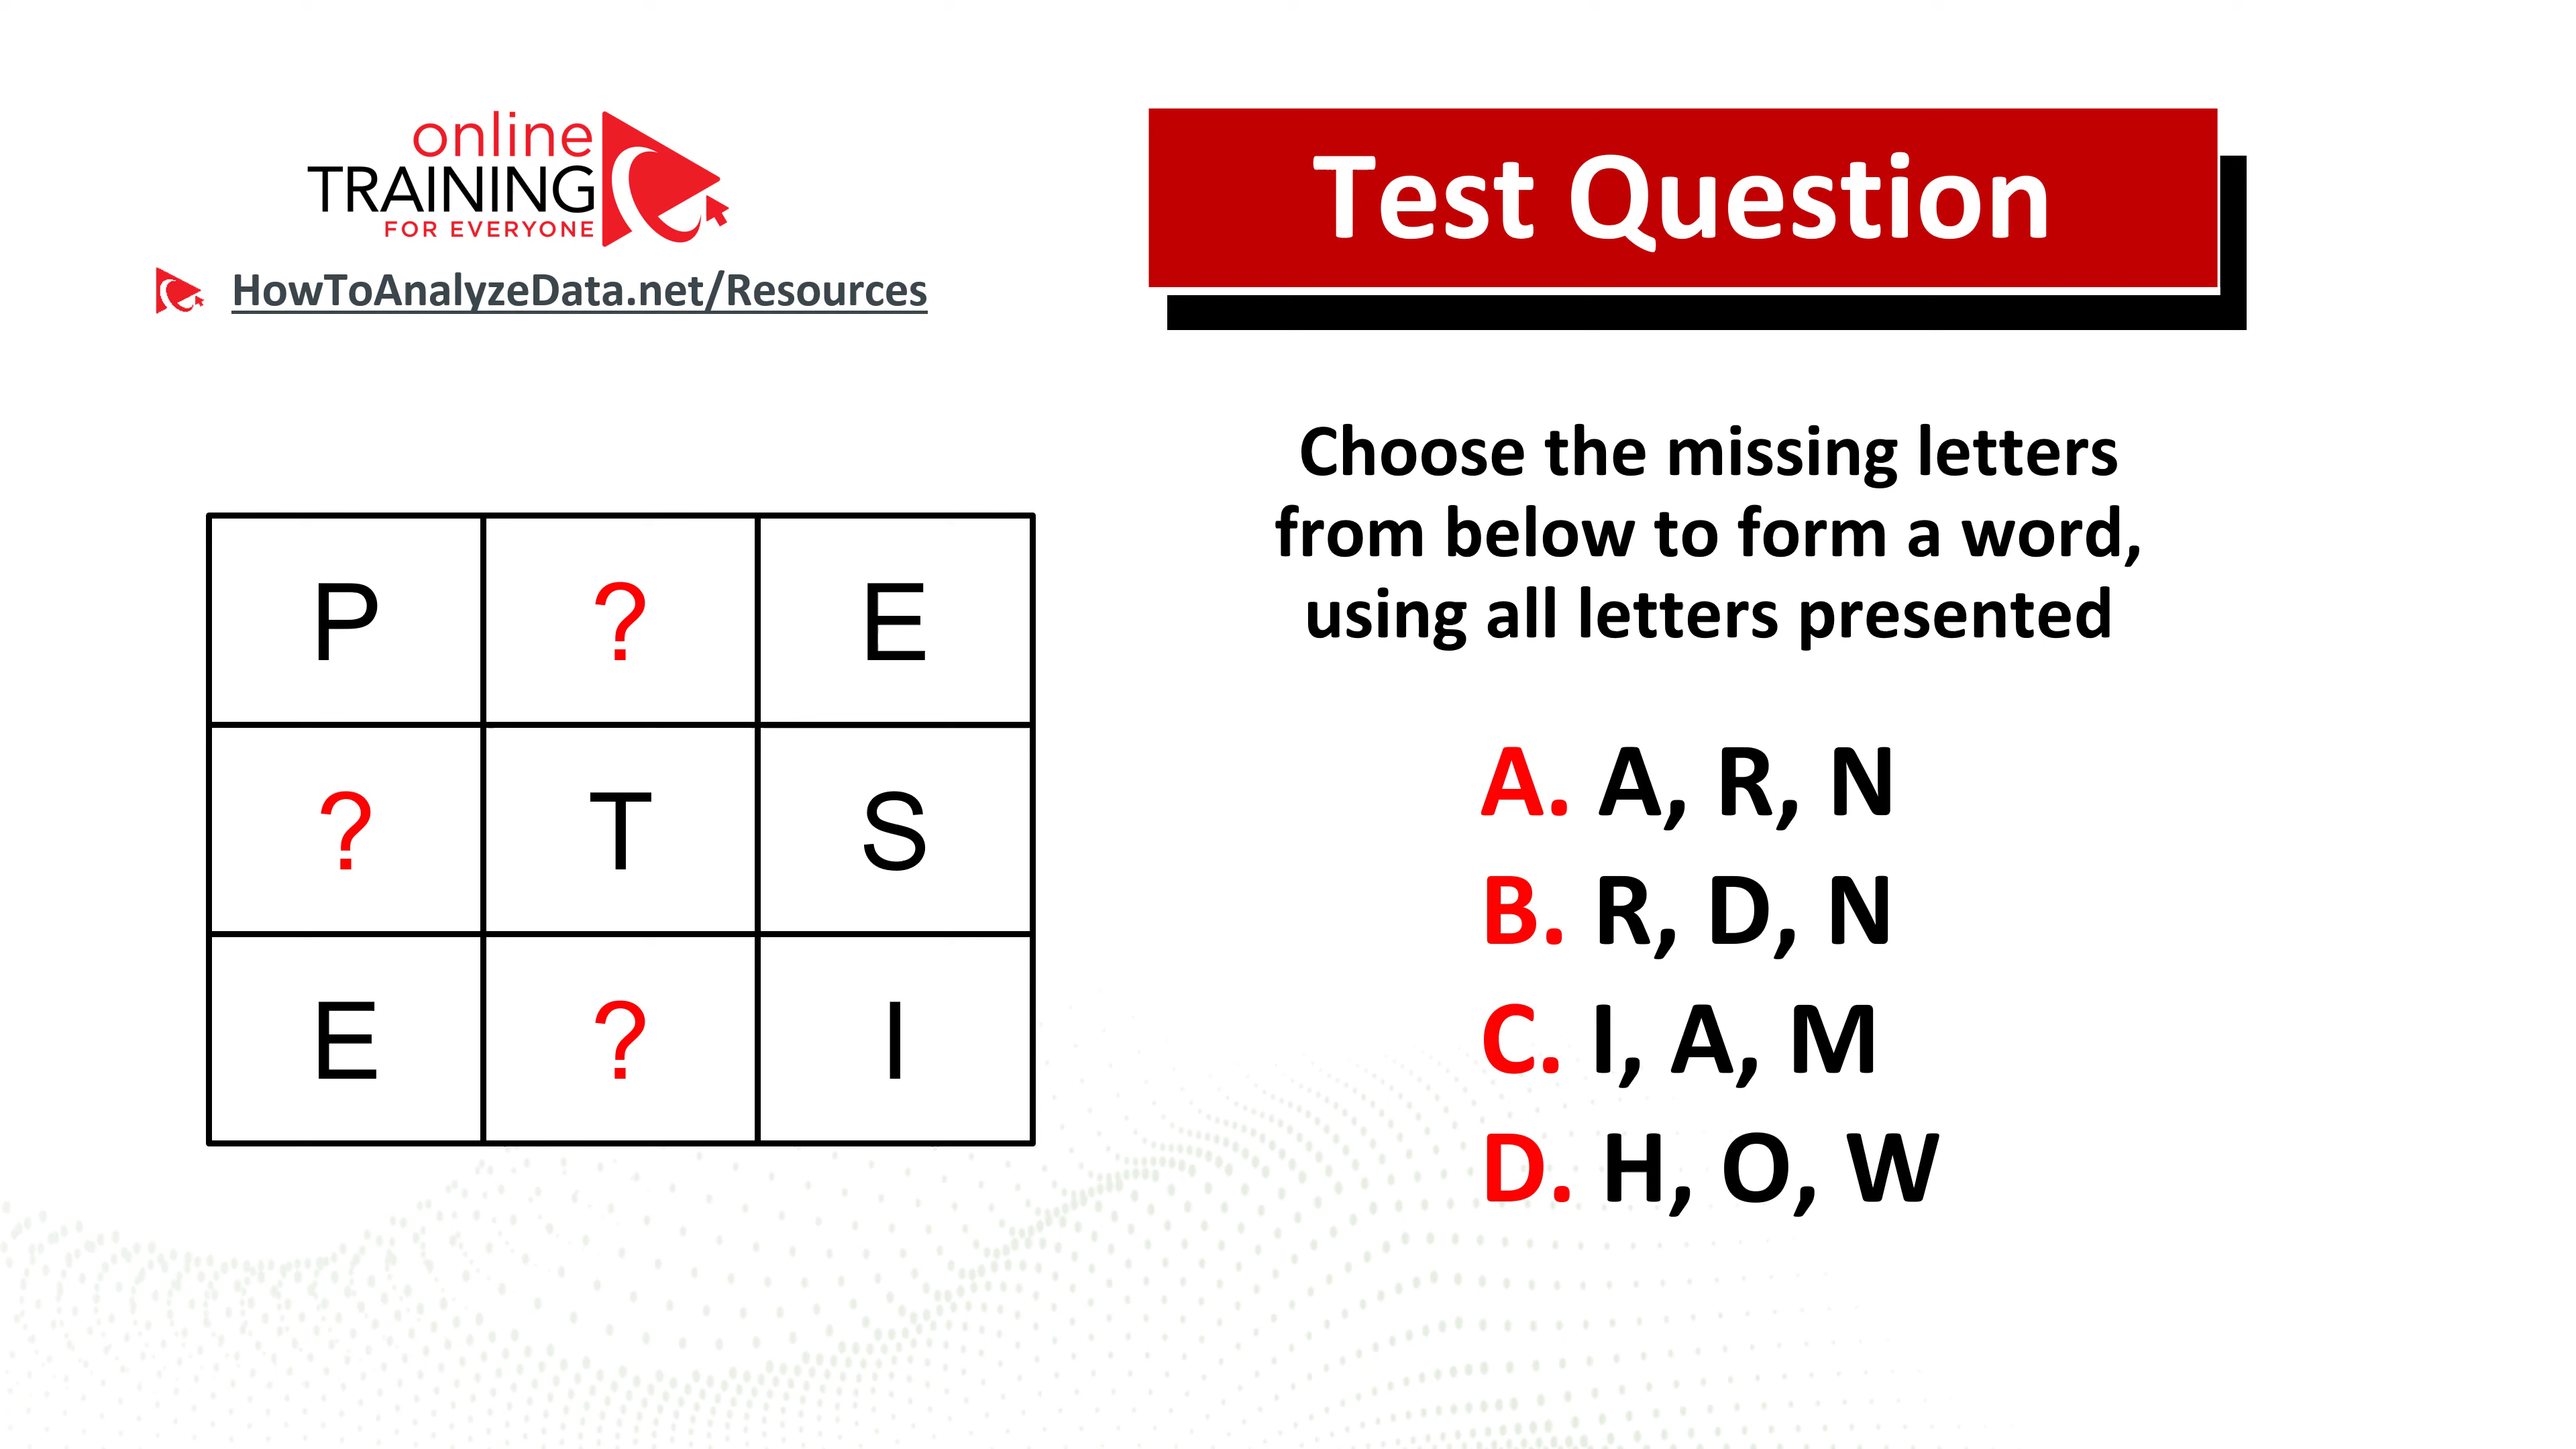 online
TRAINING
FOR EVERYONE
HowToAnalyzeData.net/Resources
Test Question
P ? E
? T S
E ? I
Choose the missing letters
from below to form a word,
using all letters presented
A. A, R, N
B. R, D, N
C. I, A, M
D. H, O, W